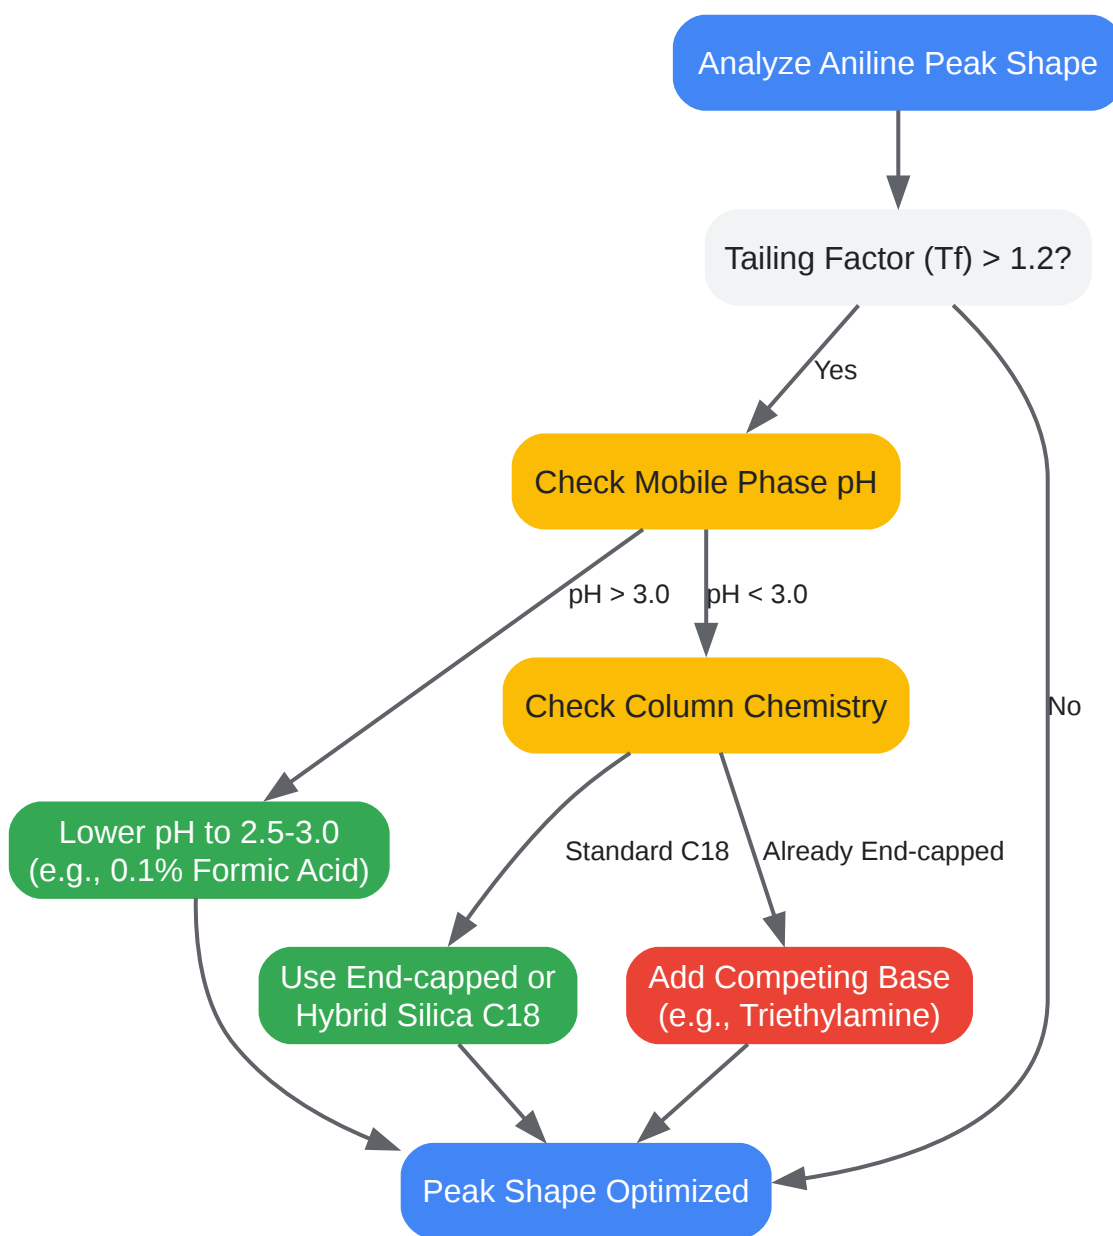 Analyze Aniline Peak Shape
Tailing Factor (Tf) > 1.2?
Yes
Check Mobile Phase pH
pH > 3.0
pH < 3.0
Check Column Chemistry
No
Lower pH to 2.5-3.0
(e.g., 0.1% Formic Acid)
Standard C18
Already End-capped
Use End-capped or
Hybrid Silica C18
Add Competing Base
(e.g., Triethylamine)
Peak Shape Optimized